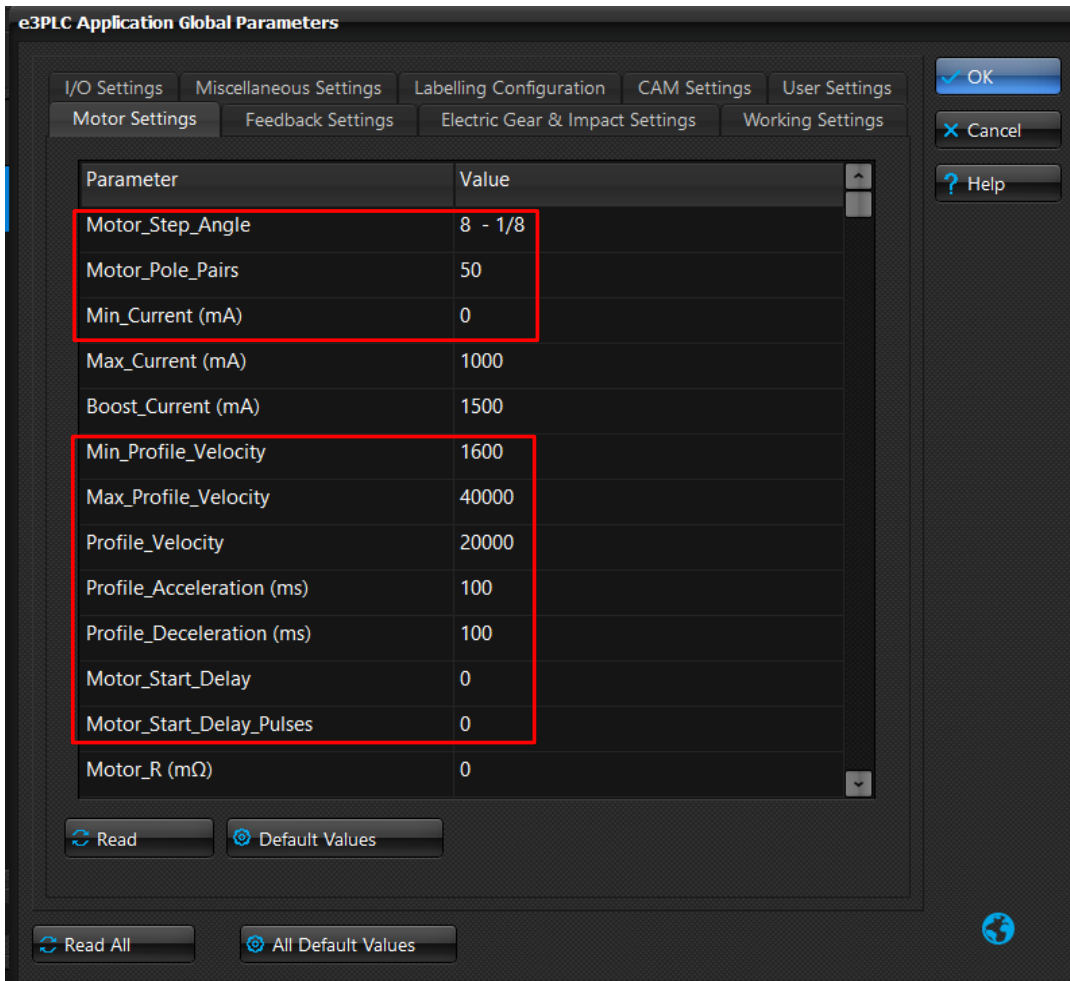 e3PLC Application Global Parameters
I/O Settings Miscellaneous Settings Labelling Configuration CAM Settings User Settings
Motor Settings Feedback Settings Electric Gear & Impact Settings Working Settings
OK
Cancel
? Help
Parameter Value
Motor_Step_Angle 8 - 1/8
Motor_Pole_Pairs 50
Min_Current (mA) 0
Max_Current (mA) 1000
Boost_Current (mA) 1500
Min_Profile_Velocity 1600
Max_Profile_Velocity 40000
Profile_Velocity 20000
Profile_Acceleration (ms) 100
Profile_Deceleration (ms) 100
Motor_Start_Delay 0
Motor_Start_Delay_Pulses 0
Motor_R (mΩ) 0
Read Default Values
Read All All Default Values